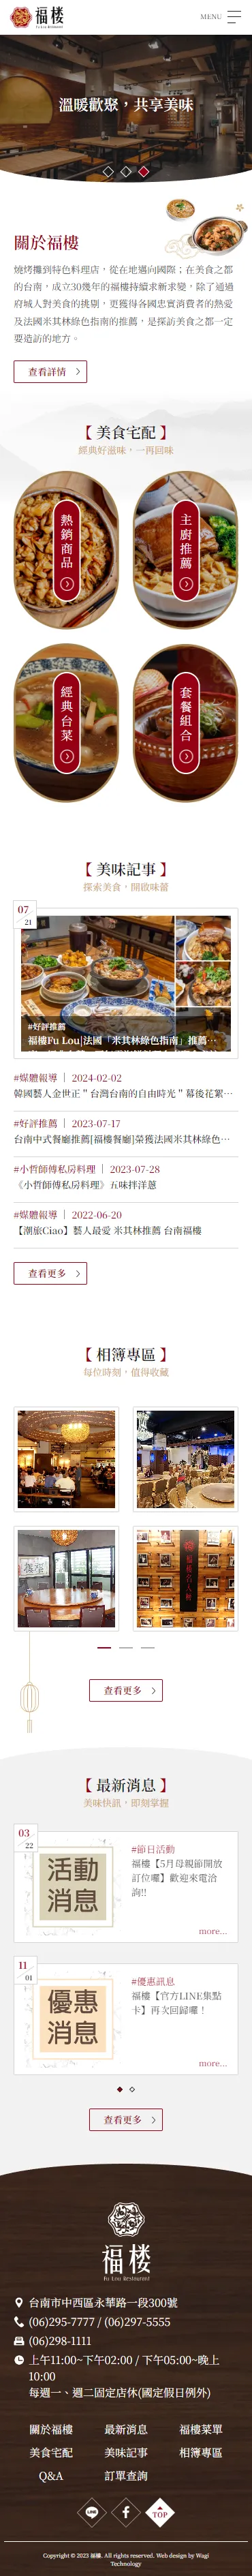 福楼
MENU
溫暖歡聚，共享美味
關於福樓
燒烤攤到特色料理店，從在地邁向國際；在美食之都
的台南，成立30幾年的福樓持續求新求變，除了通過
府城人對美食的挑剔，更獲得各國忠實消費者的熱愛
及法國米其林綠色指南的推薦，是探訪美食之都一定
要造訪的地方。
查看詳情
【 美食宅配 】
經典好滋味，一再回味
熱銷商品
主廚推薦
經典台菜
套餐組合
【 美味記事 】
探索美食，開啟味蕾
07
21
#好評推薦
福樓Fu Lou|法國「米其林綠色指南」推薦…
#媒體報導｜ 2024-02-02
韓國藝人金世正＂台灣台南的自由時光＂幕後花絮…
#好評推薦｜ 2023-07-17
台南中式餐廳推薦[福樓餐廳]榮獲法國米其林綠色…
#小哲師傅私房料理｜ 2023-07-28
《小哲師傅私房料理》五味拌洋蔥
#媒體報導｜ 2022-06-20
【潮旅Ciao】藝人最愛 米其林推薦 台南福樓
查看更多
【 相簿專區 】
每位時刻，值得收藏
查看更多
【 最新消息 】
美味快訊，即刻掌握
03
22
活動
消息
#節日活動
福樓【5月母親節開放
訂位囉】歡迎來電洽
詢!!
more...
11
01
優惠
消息
#優惠訊息
福樓【官方LINE集點
卡】再次回歸囉！
more...
查看更多
福楼
Fu Lou Restaurant
台南市中西區永華路一段300號
(06)295-7777 / (06)297-5555
(06)298-1111
上午11:00~下午02:00 / 下午05:00~晚上
10:00
每週一、週二固定店休(國定假日例外)
關於福樓 最新消息 福樓菜單
美食宅配 美味記事 相簿專區
Q&A 訂單查詢
LINE
TOP
Copyright © 2023 福樓. All rights reserved. Web design by Wagi
Technology